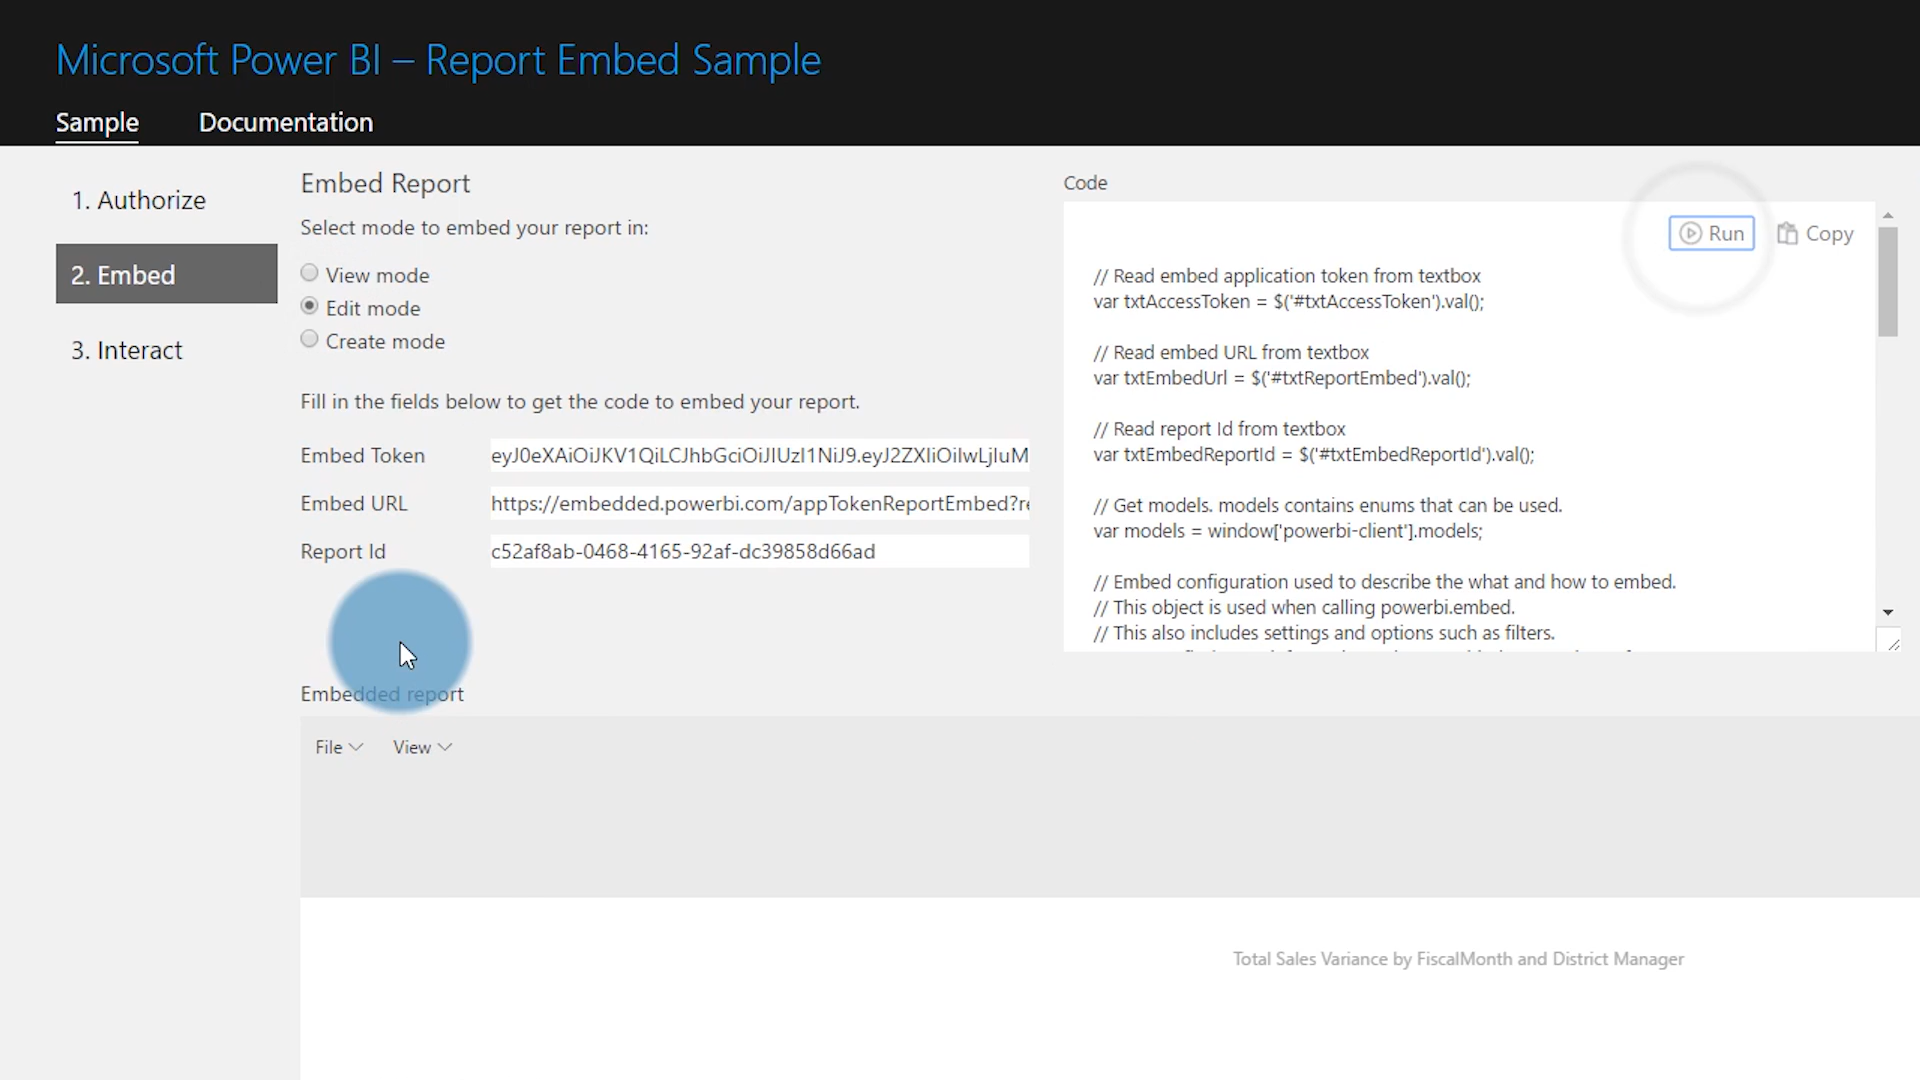 Microsoft Power BI – Report Embed Sample
Sample Documentation
1. Authorize
2. Embed
3. Interact
Embed Report
Select mode to embed your report in:
View mode
Edit mode
Create mode
Fill in the fields below to get the code to embed your report.
Embed Token eyJ0eXAiOiJKV1QiLCJhbGciOiJIUzI1NiJ9.eyJ2ZXIiOiIwLjIuM
Embed URL https://embedded.powerbi.com/appTokenReportEmbed?re
Report Id c52af8ab-0468-4165-92af-dc39858d66ad
Code
Run Copy
// Read embed application token from textbox
var txtAccessToken = $('#txtAccessToken').val();
// Read embed URL from textbox
var txtEmbedUrl = $('#txtReportEmbed').val();
// Read report Id from textbox
var txtEmbedReportId = $('#txtEmbedReportId').val();
// Get models. models contains enums that can be used.
var models = window['powerbi-client'].models;
// Embed configuration used to describe the what and how to embed.
// This object is used when calling powerbi.embed.
// This also includes settings and options such as filters.
Embedded report
File View
Total Sales Variance by FiscalMonth and District Manager